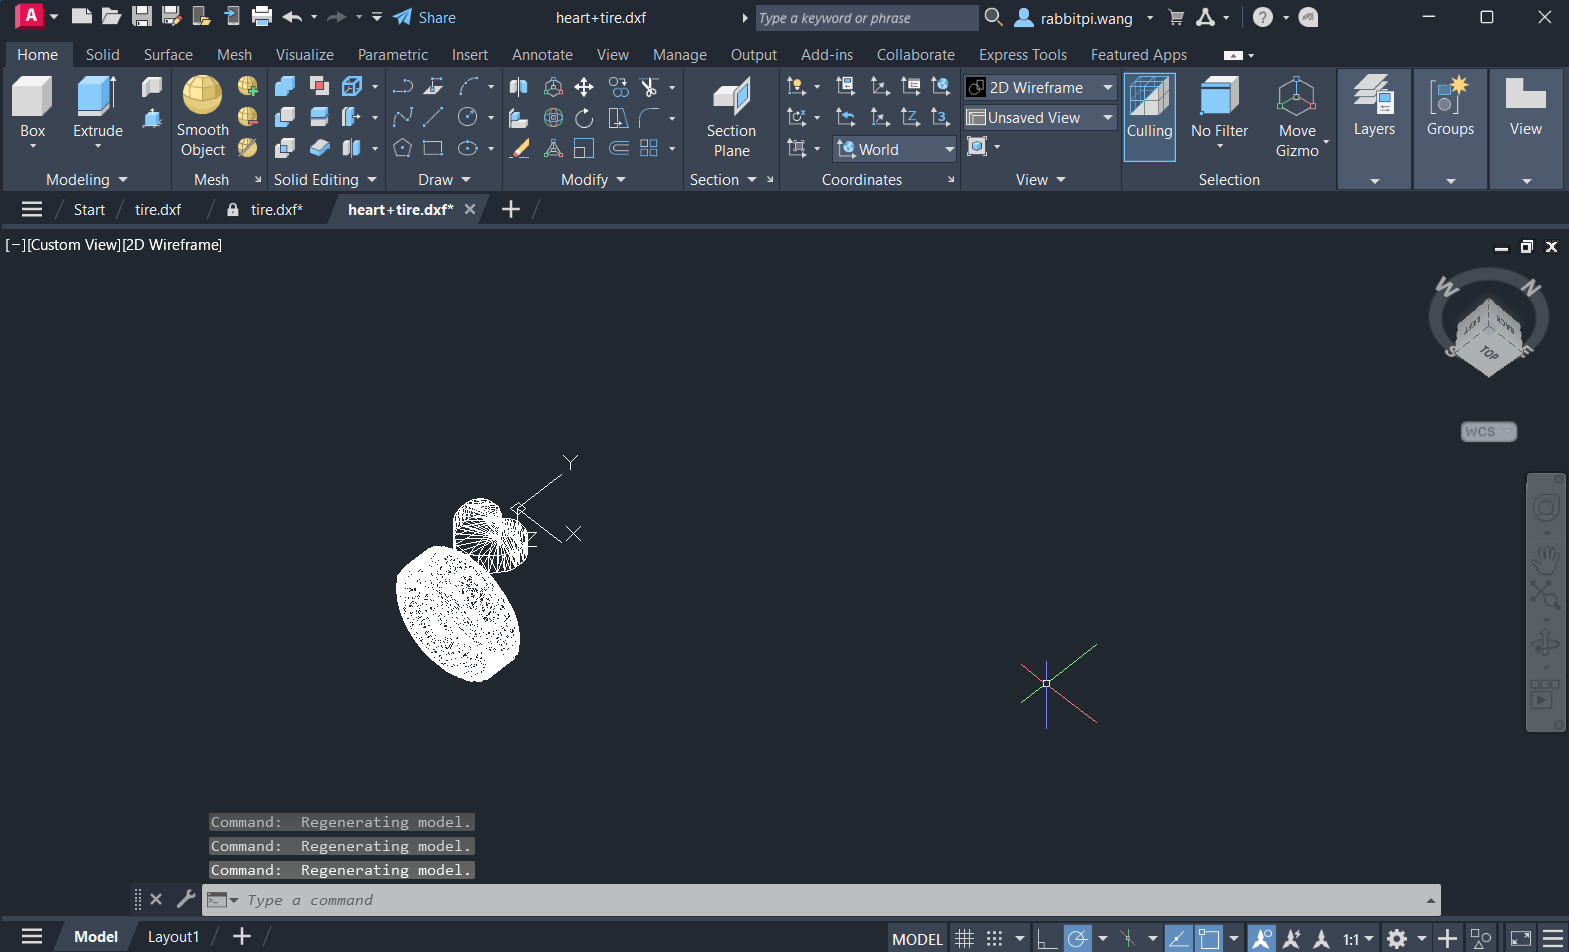 A
Share
heart+tire.dxf
Type a keyword or phrase
rabbitpi.wang
?
Home Solid Surface Mesh Visualize Parametric Insert Annotate View Manage Output Add-ins Collaborate Express Tools Featured Apps
Box
Extrude
Smooth
Object
Section
Plane
World
2D Wireframe
Unsaved View
Culling
No Filter
Move
Gizmo
Layers
Groups
View
Modeling
Mesh
Solid Editing
Draw
Modify
Section
Coordinates
View
Selection
Start
tire.dxf
tire.dxf*
heart+tire.dxf*
[−][Custom View][2D Wireframe]
W
N
LEFT
BACK
TOP
S
E
WCS
Y
X
Command:  Regenerating model.
Command:  Regenerating model.
Command:  Regenerating model.
Type a command
Model
Layout1
MODEL
1:1